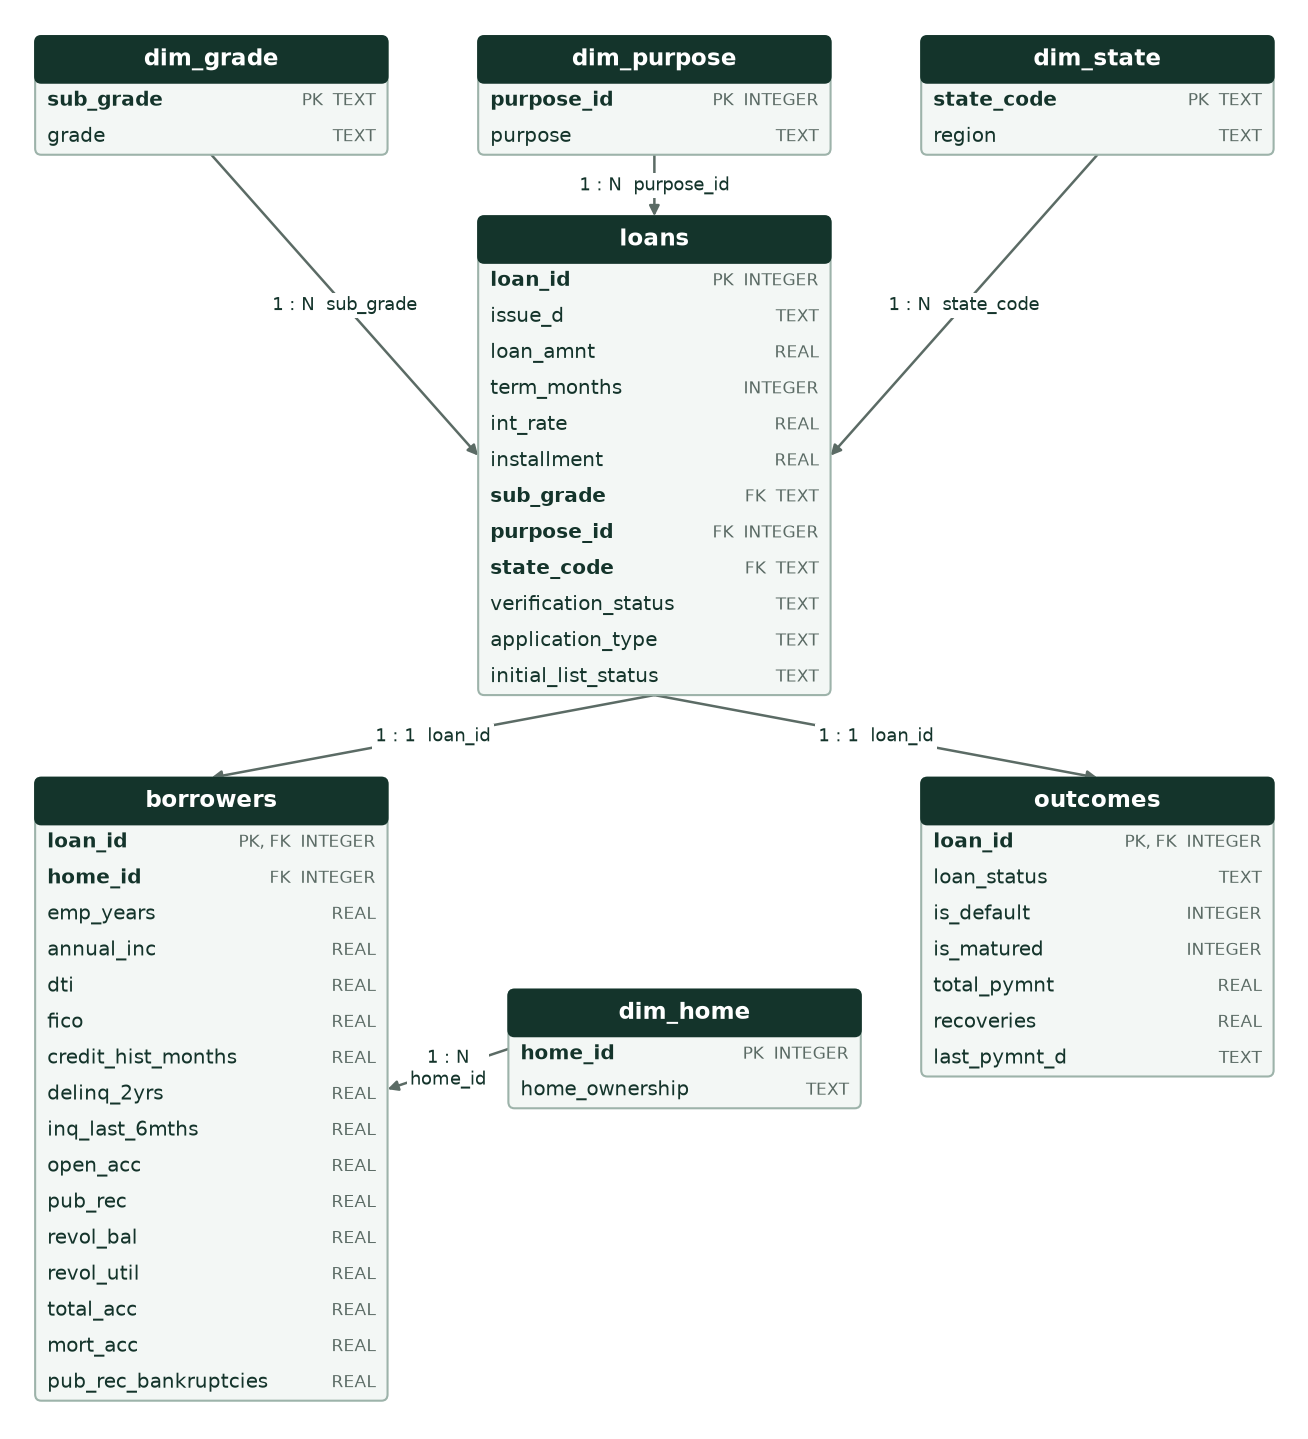 dim_grade
sub_grade PK TEXT
grade TEXT
dim_purpose
purpose_id PK INTEGER
purpose TEXT
dim_state
state_code PK TEXT
region TEXT
1 : N purpose_id
1 : N sub_grade
1 : N state_code
loans
loan_id PK INTEGER
issue_d TEXT
loan_amnt REAL
term_months INTEGER
int_rate REAL
installment REAL
sub_grade FK TEXT
purpose_id FK INTEGER
state_code FK TEXT
verification_status TEXT
application_type TEXT
initial_list_status TEXT
1 : 1 loan_id
1 : 1 loan_id
borrowers
loan_id PK, FK INTEGER
home_id FK INTEGER
emp_years REAL
annual_inc REAL
dti REAL
fico REAL
credit_hist_months REAL
delinq_2yrs REAL
inq_last_6mths REAL
open_acc REAL
pub_rec REAL
revol_bal REAL
revol_util REAL
total_acc REAL
mort_acc REAL
pub_rec_bankruptcies REAL
1 : N
home_id
dim_home
home_id PK INTEGER
home_ownership TEXT
outcomes
loan_id PK, FK INTEGER
loan_status TEXT
is_default INTEGER
is_matured INTEGER
total_pymnt REAL
recoveries REAL
last_pymnt_d TEXT